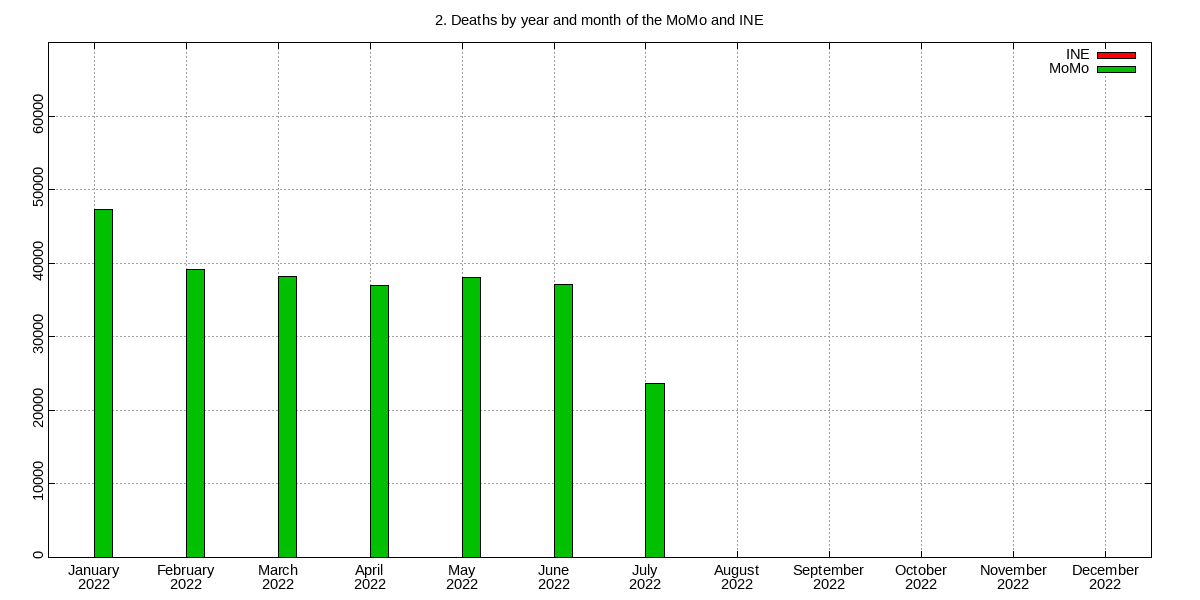 2. Deaths by year and month of the MoMo and INE
INE
MoMo
60000
50000
40000
30000
20000
10000
0
January February March April May June July August September October November December
2022 2022 2022 2022 2022 2022 2022 2022 2022 2022 2022 2022